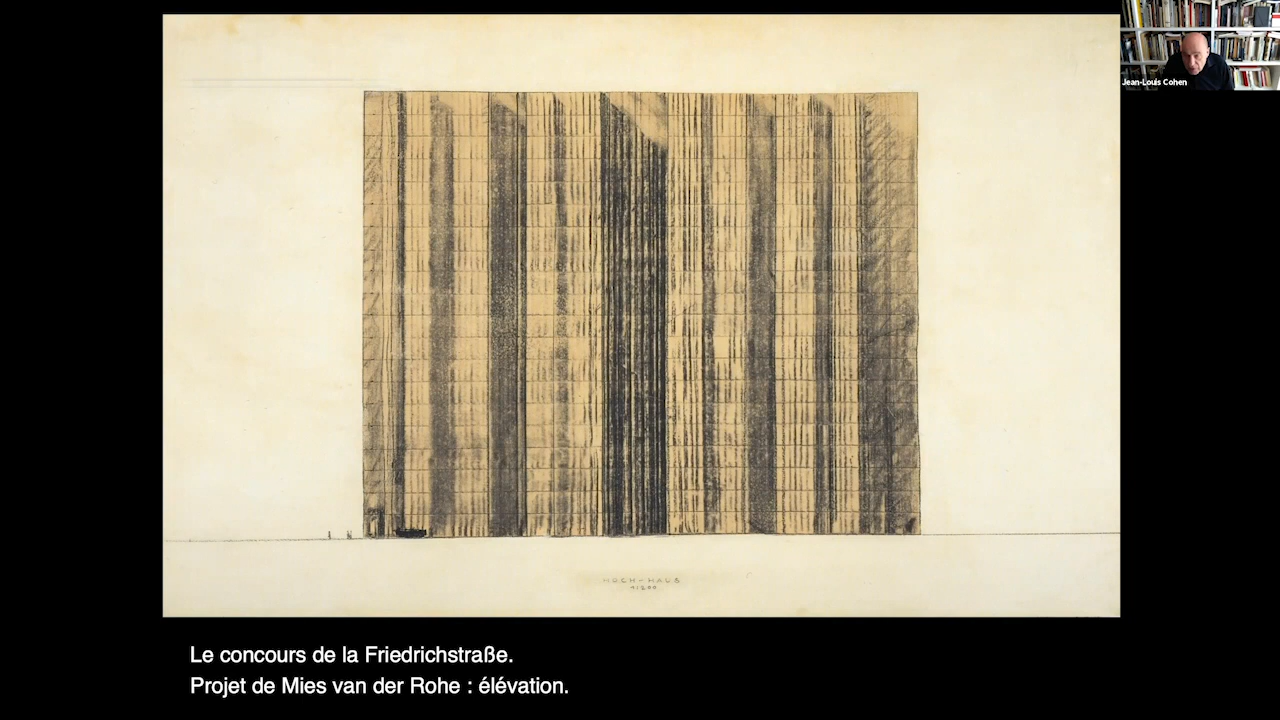 Jean-Louis Cohen
HOCH-HAUS
1:200
Le concours de la Friedrichstraße.
Projet de Mies van der Rohe : élévation.